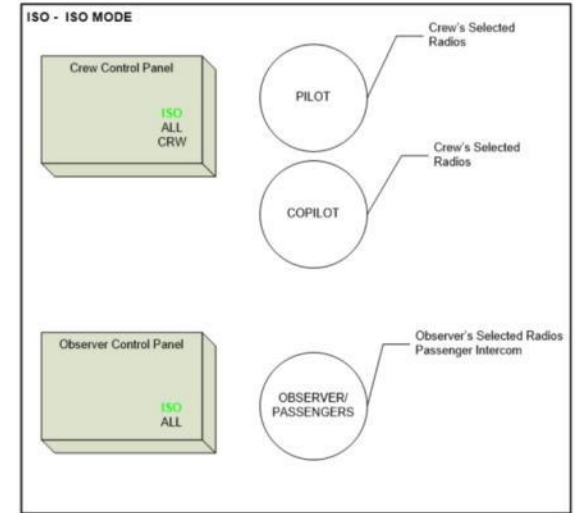 ISO - ISO MODE
Crew Control Panel
ISO
ALL
CRW
PILOT
Crew's Selected
Radios
COPILOT
Crew's Selected
Radios
Observer Control Panel
ISO
ALL
OBSERVER/
PASSENGERS
Observer's Selected Radios
Passenger Intercom